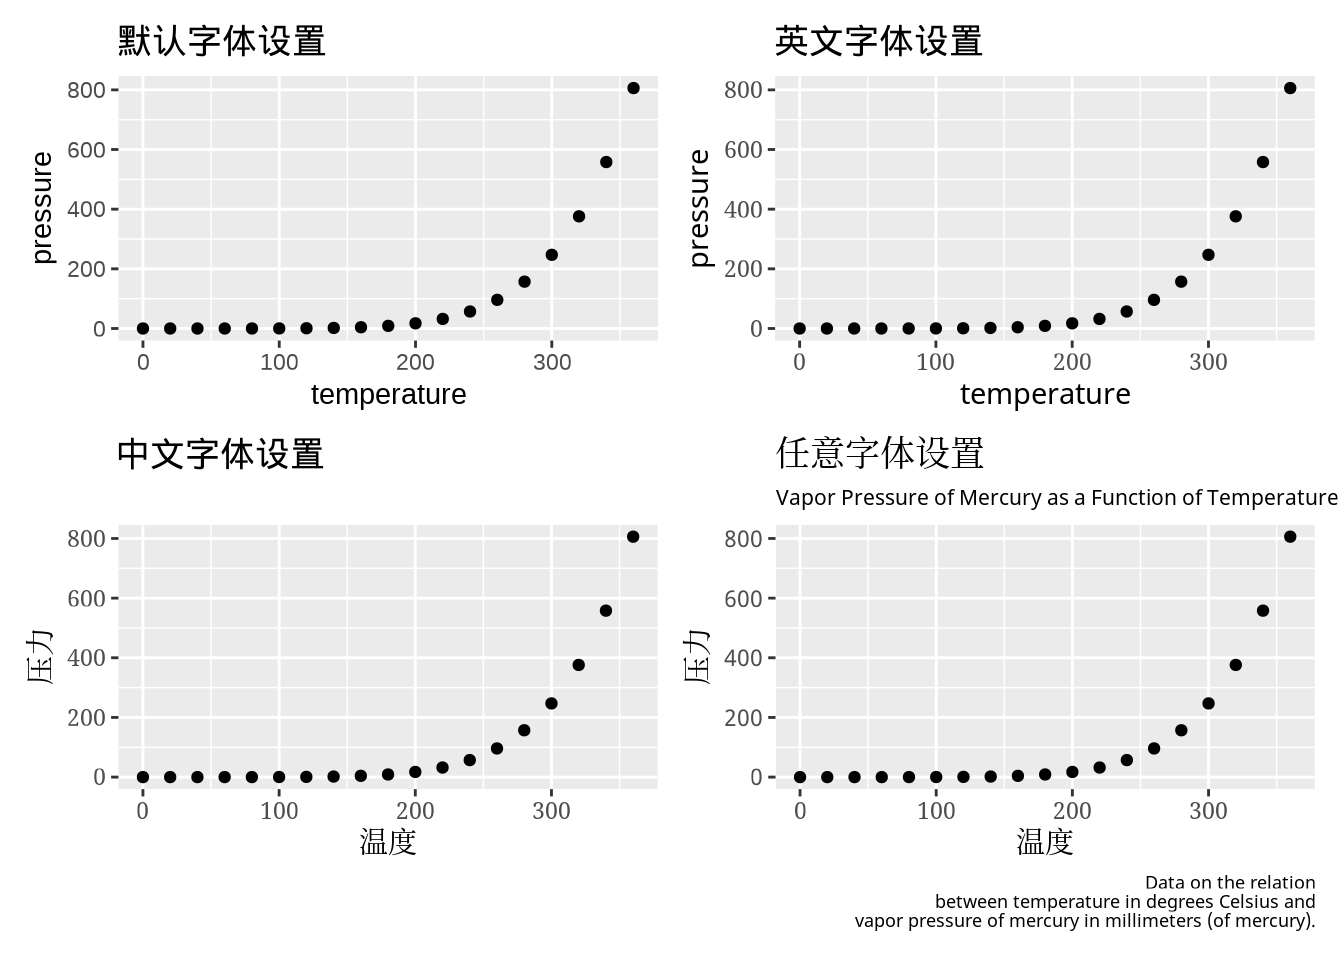 默认字体设置
800
600
400
200
0
pressure
0 100 200 300
temperature
英文字体设置
800
600
400
200
0
pressure
0 100 200 300
temperature
中文字体设置
800
600
400
200
0
压力
0 100 200 300
温度
任意字体设置
Vapor Pressure of Mercury as a Function of Temperature
800
600
400
200
0
压力
0 100 200 300
温度
Data on the relation
between temperature in degrees Celsius and
vapor pressure of mercury in millimeters (of mercury).